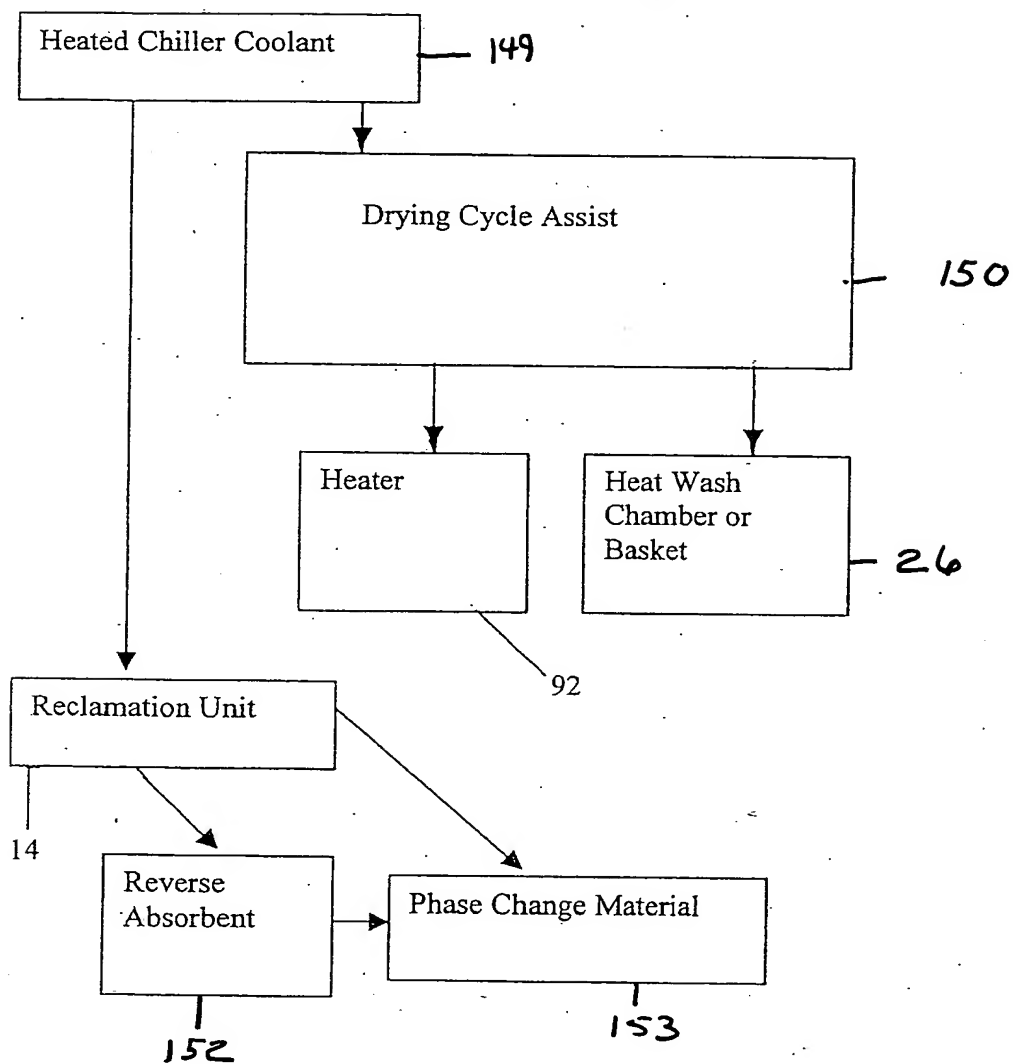 Heated Chiller Coolant
149
Drying Cycle Assist
150
Heater
Heat Wash
Chamber or
Basket
26
92
Reclamation Unit
14
Reverse
Absorbent
Phase Change Material
152
153